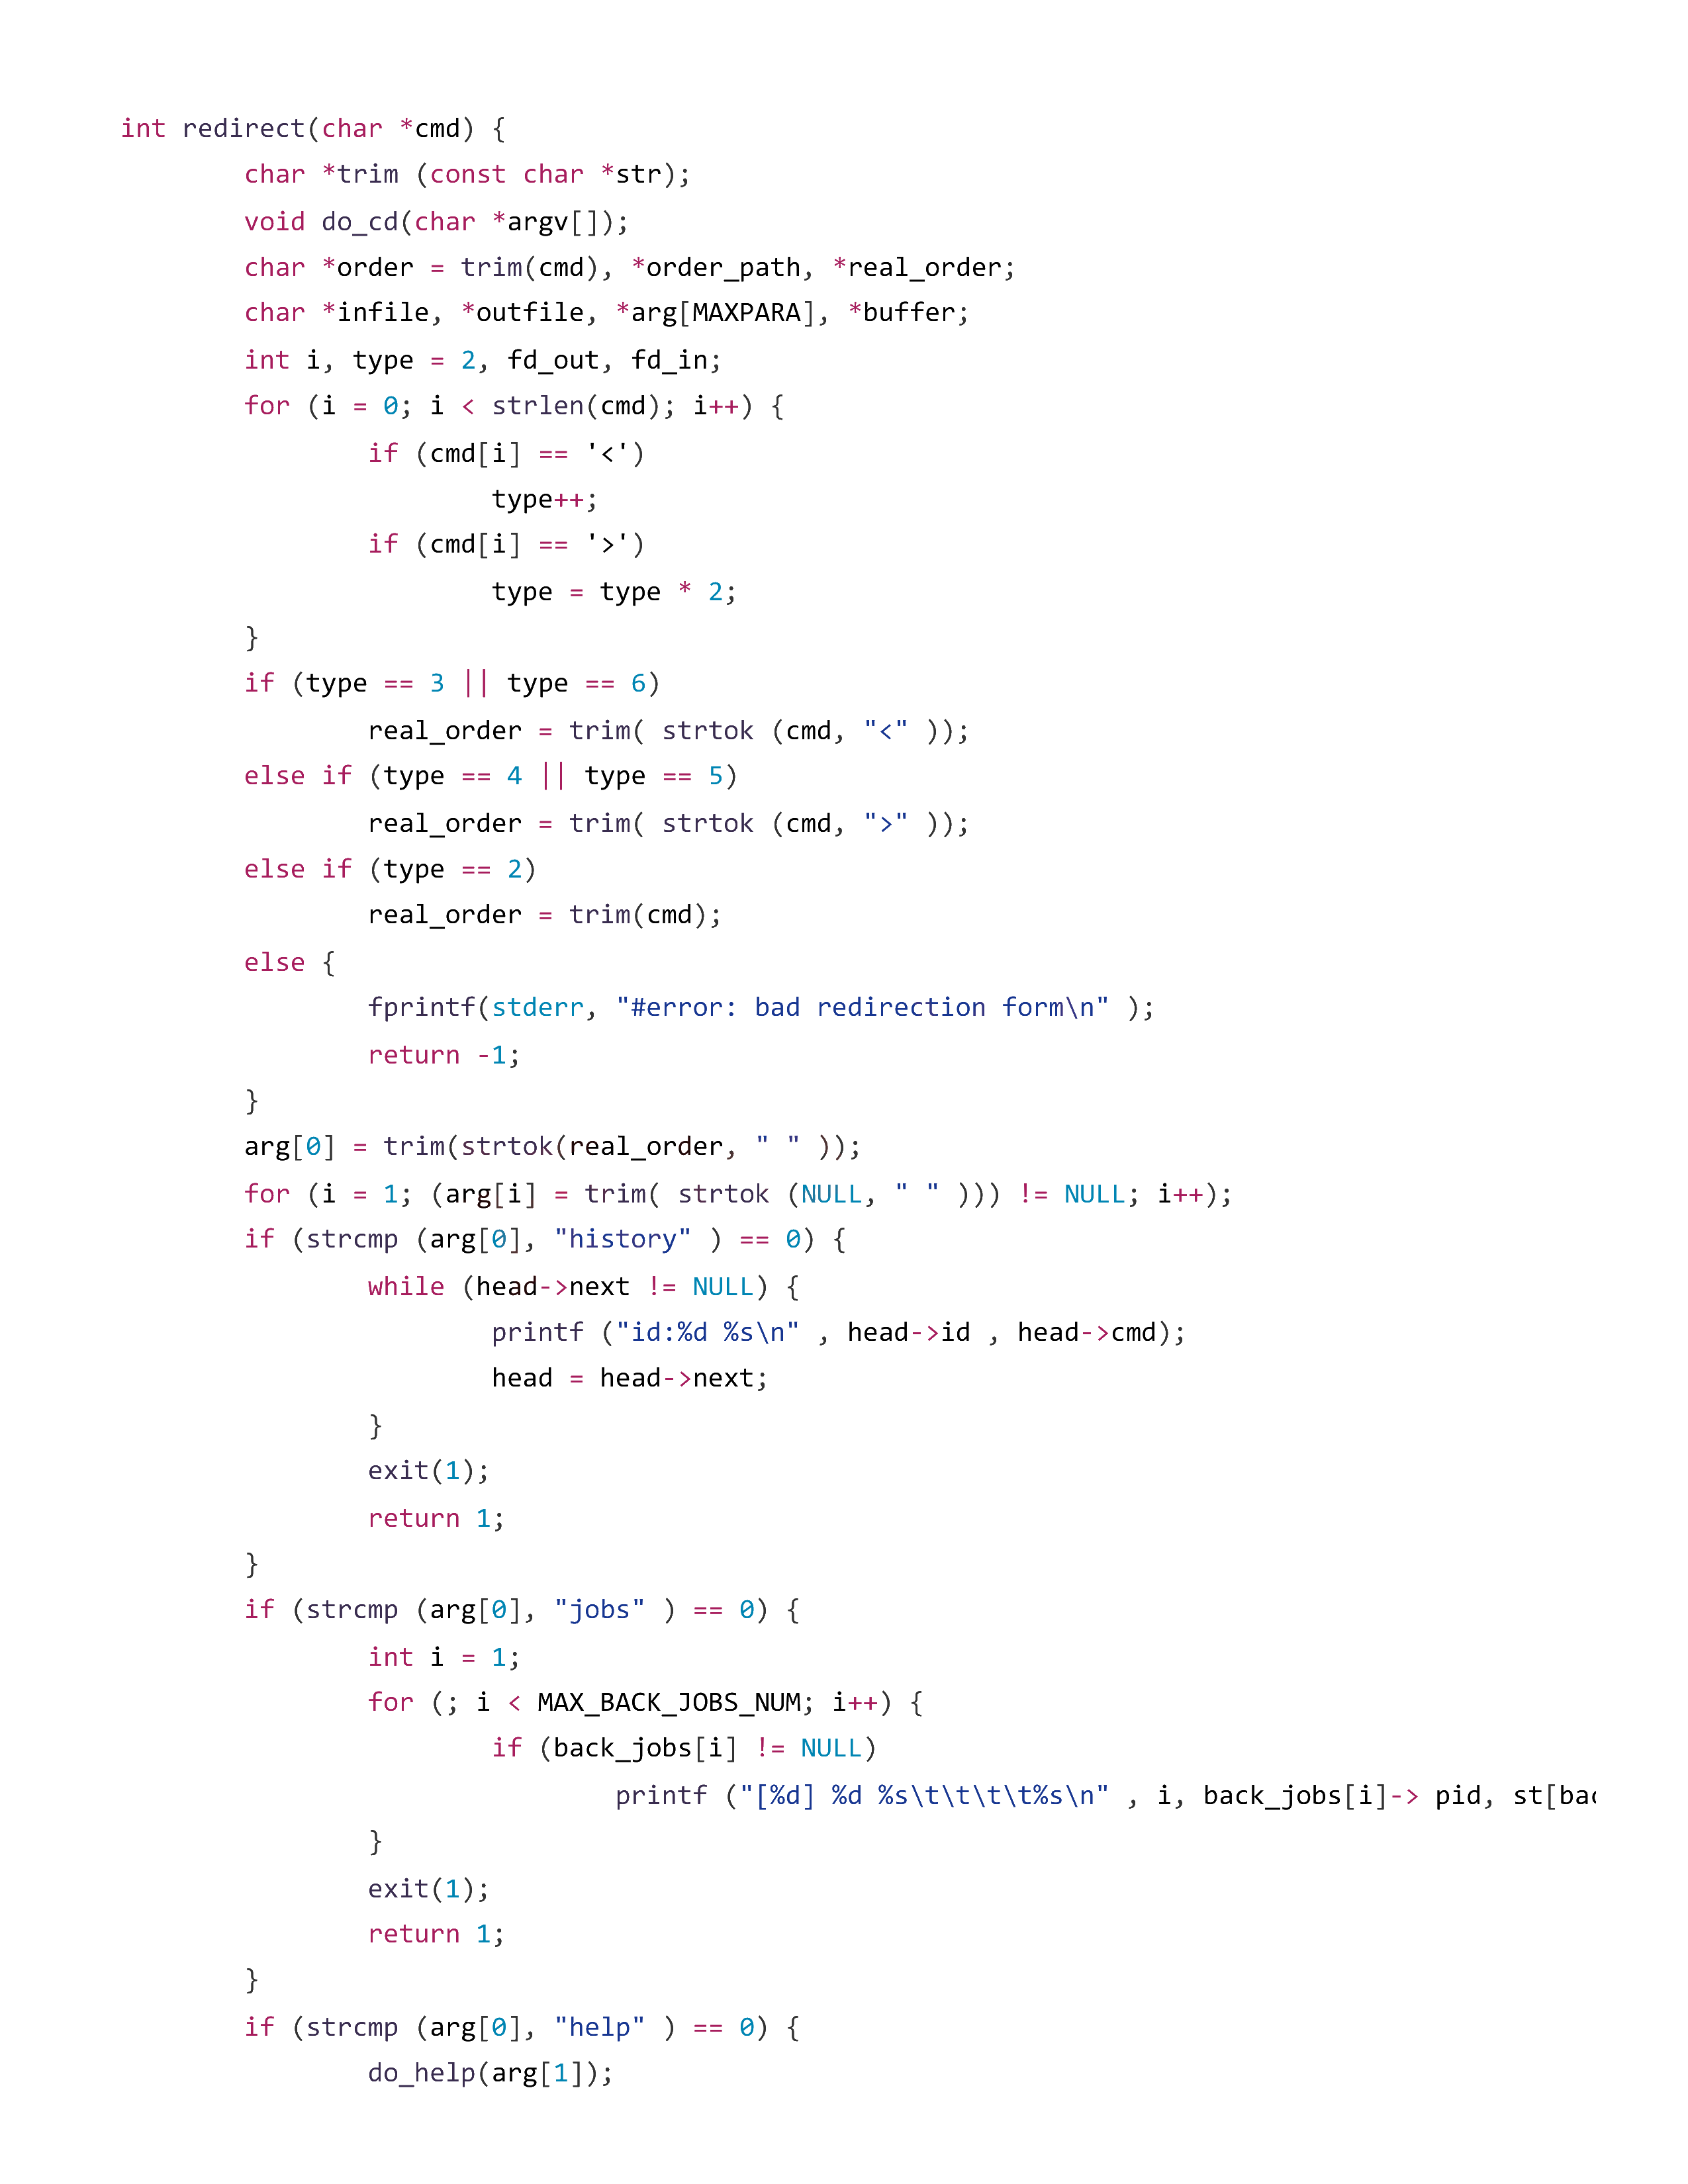 int redirect(char *cmd) {
        char *trim (const char *str);
        void do_cd(char *argv[]);
        char *order = trim(cmd), *order_path, *real_order;
        char *infile, *outfile, *arg[MAXPARA], *buffer;
        int i, type = 2, fd_out, fd_in;
        for (i = 0; i < strlen(cmd); i++) {
                if (cmd[i] == '<')
                        type++;
                if (cmd[i] == '>')
                        type = type * 2;
        }
        if (type == 3 || type == 6)
                real_order = trim( strtok (cmd, "<" ));
        else if (type == 4 || type == 5)
                real_order = trim( strtok (cmd, ">" ));
        else if (type == 2)
                real_order = trim(cmd);
        else {
                fprintf(stderr, "#error: bad redirection form\n" );
                return -1;
        }
        arg[0] = trim(strtok(real_order, " " ));
        for (i = 1; (arg[i] = trim( strtok (NULL, " " ))) != NULL; i++);
        if (strcmp (arg[0], "history" ) == 0) {
                while (head->next != NULL) {
                        printf ("id:%d %s\n" , head->id , head->cmd);
                        head = head->next;
                }
                exit(1);
                return 1;
        }
        if (strcmp (arg[0], "jobs" ) == 0) {
                int i = 1;
                for (; i < MAX_BACK_JOBS_NUM; i++) {
                        if (back_jobs[i] != NULL)
                                printf ("[%d] %d %s\t\t\t\t%s\n" , i, back_jobs[i]-> pid, st[bac
                }
                exit(1);
                return 1;
        }
        if (strcmp (arg[0], "help" ) == 0) {
                do_help(arg[1]);